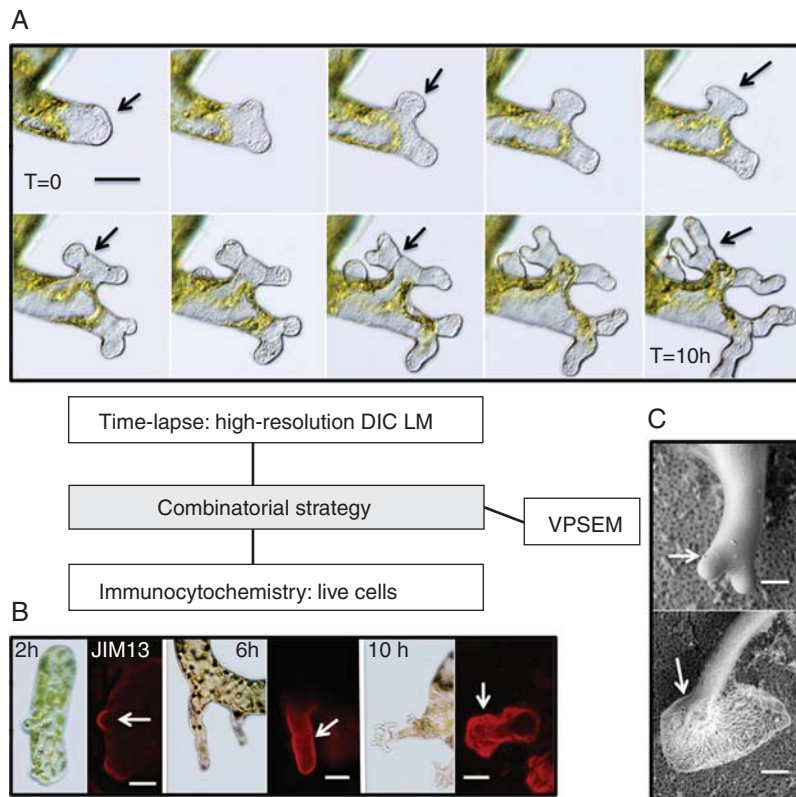 A
T=0
T=10h
Time-lapse: high-resolution DIC LM
C
Combinatorial strategy
VPSEM
Immunocytochemistry: live cells
B
2h JIM13 6h 10 h